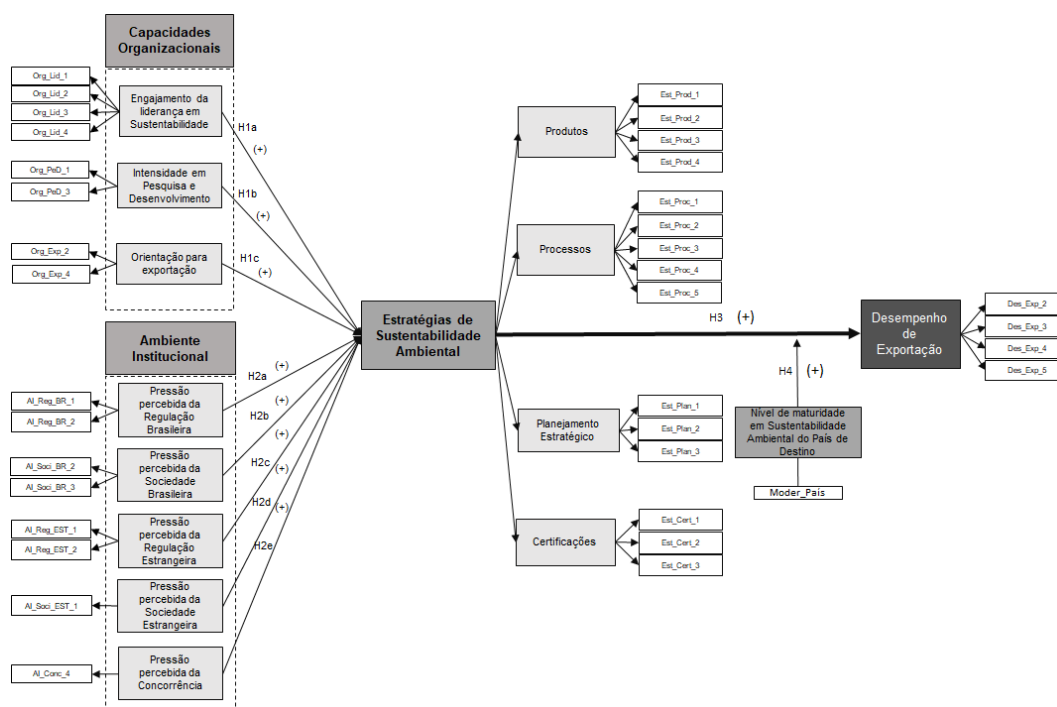 Capacidades
Organizacionais
Org_Lid_1
Org_Lid_2
Org_Lid_3
Org_Lid_4
Engajamento da
liderança em
Sustentabilidade
H1a
(+)
Org_PeD_1
Org_PeD_3
Intensidade em
Pesquisa e
Desenvolvimento
H1b
(+)
Org_Exp_2
Org_Exp_4
Orientação para
exportação
H1c
(+)
Ambiente
Institucional
AI_Reg_BR_1
AI_Reg_BR_2
Pressão
percebida da
Regulação
Brasileira
H2a
(+)
AI_Soci_BR_2
AI_Soci_BR_3
Pressão
percebida da
Sociedade
Brasileira
H2b
(+)
AI_Reg_EST_1
AI_Reg_EST_2
Pressão
percebida da
Regulação
Estrangeira
H2c
(+)
AI_Soci_EST_1
Pressão
percebida da
Sociedade
Estrangeira
H2d
(+)
AI_Conc_4
Pressão
percebida da
Concorrência
H2e
(+)
Estratégias de
Sustentabilidade
Ambiental
Produtos
Est_Prod_1
Est_Prod_2
Est_Prod_3
Est_Prod_4
Processos
Est_Proc_1
Est_Proc_2
Est_Proc_3
Est_Proc_4
Est_Proc_5
H3 (+)
Desempenho
de
Exportação
Des_Exp_2
Des_Exp_3
Des_Exp_4
Des_Exp_5
H4 (+)
Nível de maturidade
em Sustentabilidade
Ambiental do País de
Destino
Moder_País
Planejamento
Estratégico
Est_Plan_1
Est_Plan_2
Est_Plan_3
Certificações
Est_Cert_1
Est_Cert_2
Est_Cert_3